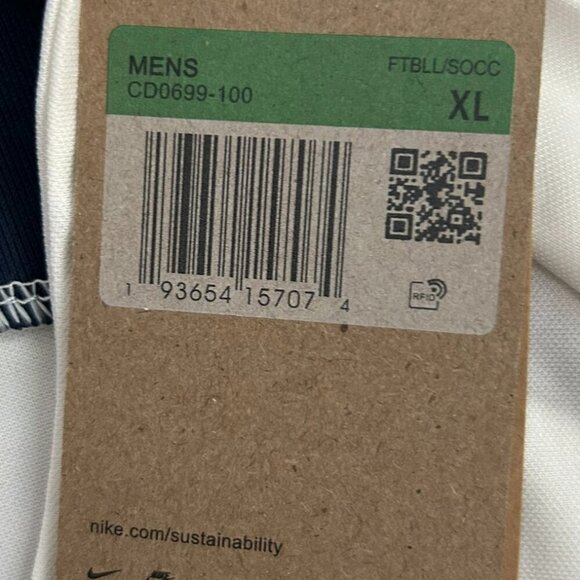 MENS
FTBLL/SOCC
CD0699-100
XL
1 93654 15707 4
RFID
nike.com/sustainability